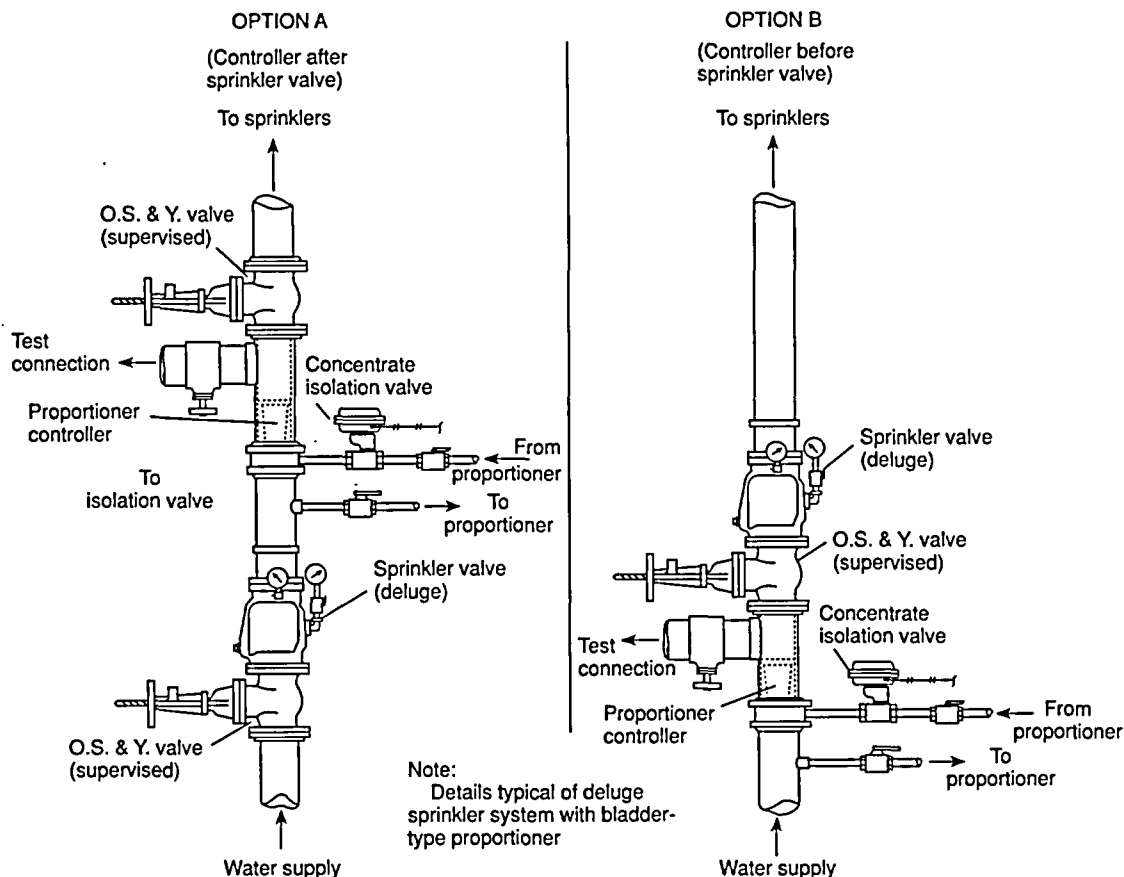 OPTION A
(Controller after
sprinkler valve)
To sprinklers
O.S. & Y. valve
(supervised)
Test
connection
Concentrate
isolation valve
Proportioner
controller
From
proportioner
To
isolation valve
To
proportioner
Sprinkler valve
(deluge)
O.S. & Y. valve
(supervised)
Water supply
Note:
Details typical of deluge
sprinkler system with bladder-
type proportioner
OPTION B
(Controller before
sprinkler valve)
To sprinklers
Sprinkler valve
(deluge)
O.S. & Y. valve
(supervised)
Concentrate
isolation valve
Test
connection
Proportioner
controller
From
proportioner
To
proportioner
Water supply